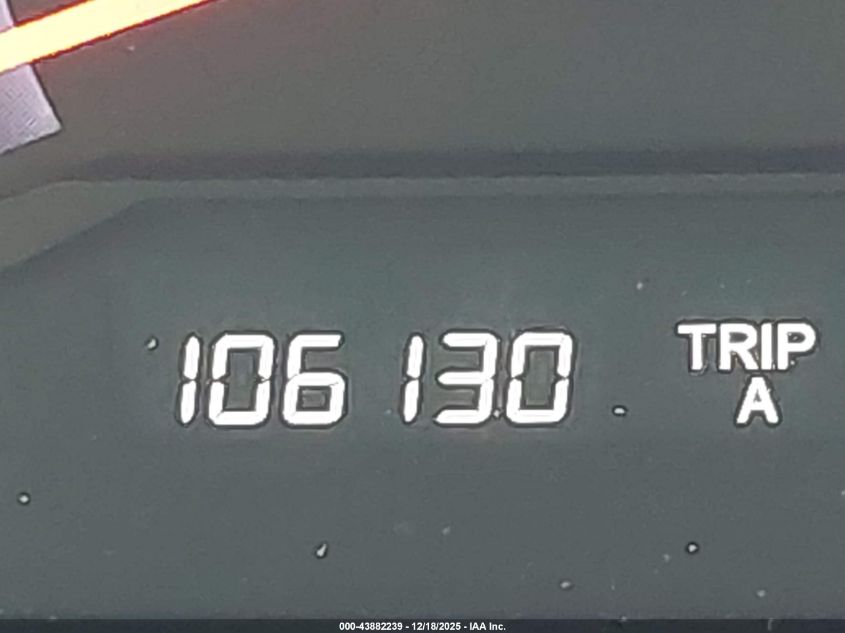 106 130 TRIP
A
000-43882239 - 12/18/2025 - IAA Inc.